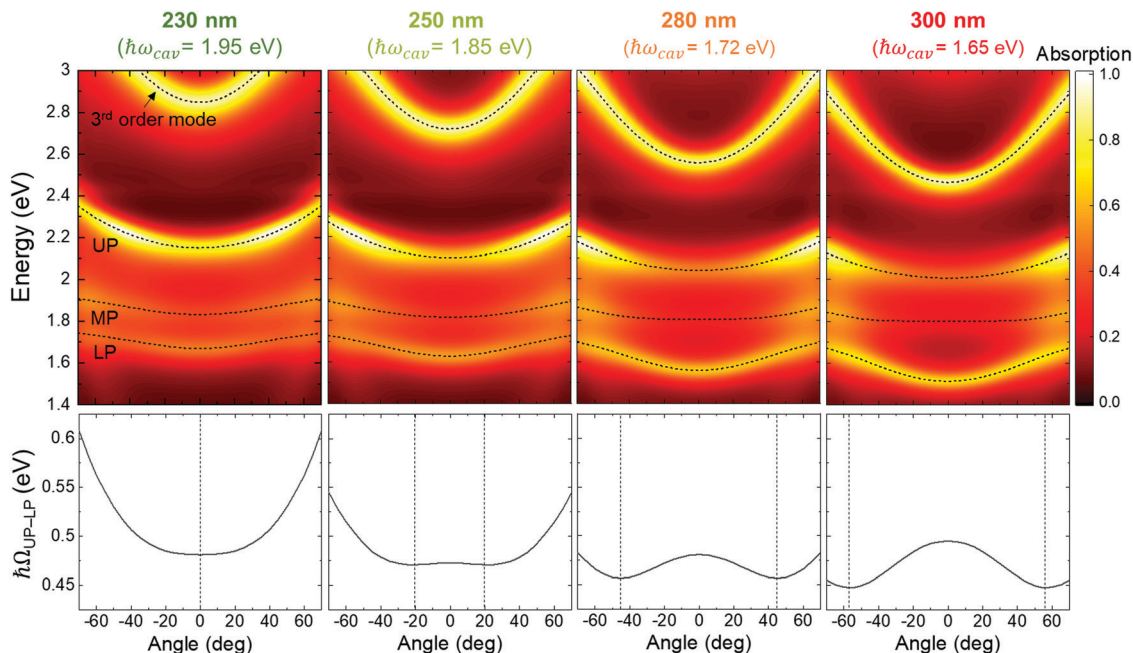 230 nm
(ℏω_cav = 1.95 eV)
250 nm
(ℏω_cav = 1.85 eV)
280 nm
(ℏω_cav = 1.72 eV)
300 nm
(ℏω_cav = 1.65 eV)
Absorption
3
2.8
2.6
2.4
2.2
2
1.8
1.6
1.4
Energy (eV)
3rd order mode
UP
MP
LP
1.0
0.8
0.6
0.4
0.2
0.0
0.6
0.55
0.5
0.45
ℏΩUP–LP (eV)
-60 -40 -20 0 20 40 60
-60 -40 -20 0 20 40 60
-60 -40 -20 0 20 40 60
-60 -40 -20 0 20 40 60
Angle (deg)
Angle (deg)
Angle (deg)
Angle (deg)